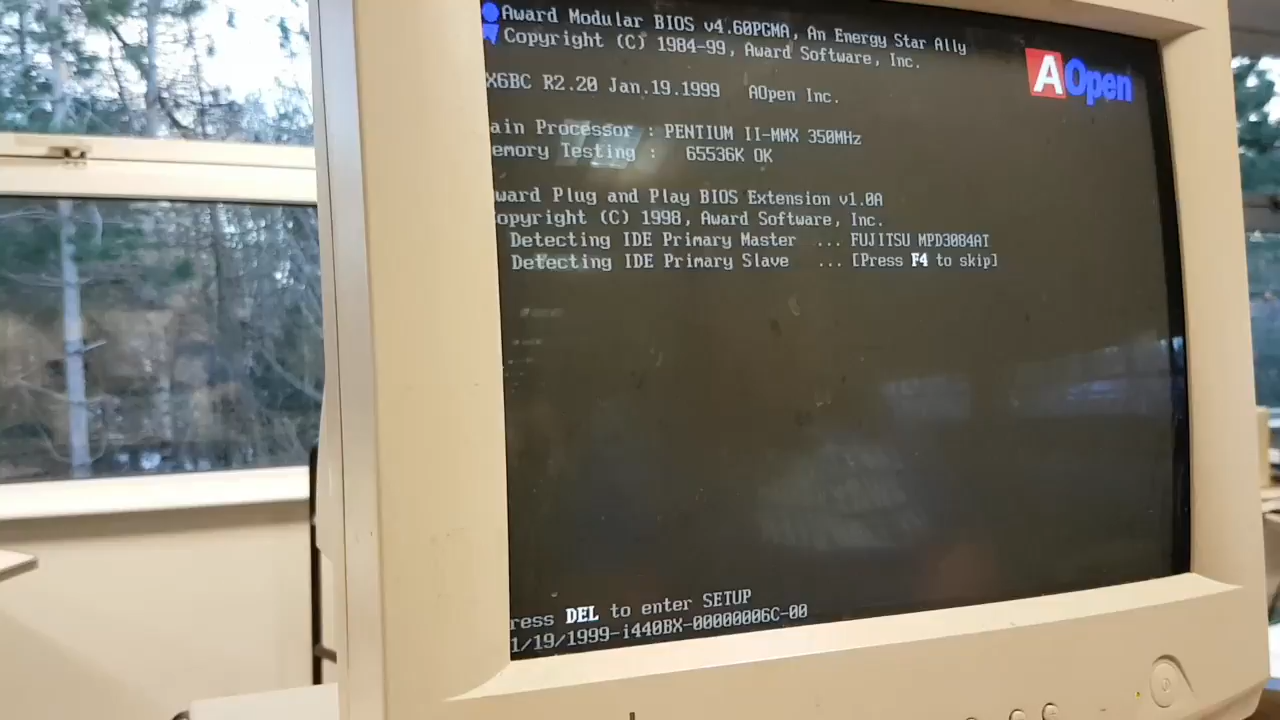 Award Modular BIOS v4.60PGMA, An Energy Star Ally
Copyright (C) 1984-99, Award Software, Inc.
AOpen
X6BC R2.20 Jan.19.1999 AOpen Inc.
ain Processor : PENTIUM II-MMX 350MHz
emory Testing : 65536K OK
ward Plug and Play BIOS Extension v1.0A
opyright (C) 1998, Award Software, Inc.
Detecting IDE Primary Master ... FUJITSU MPD3084AT
Detecting IDE Primary Slave ... [Press F4 to skip]
ress DEL to enter SETUP
1/19/1999-i440BX-00000006C-00